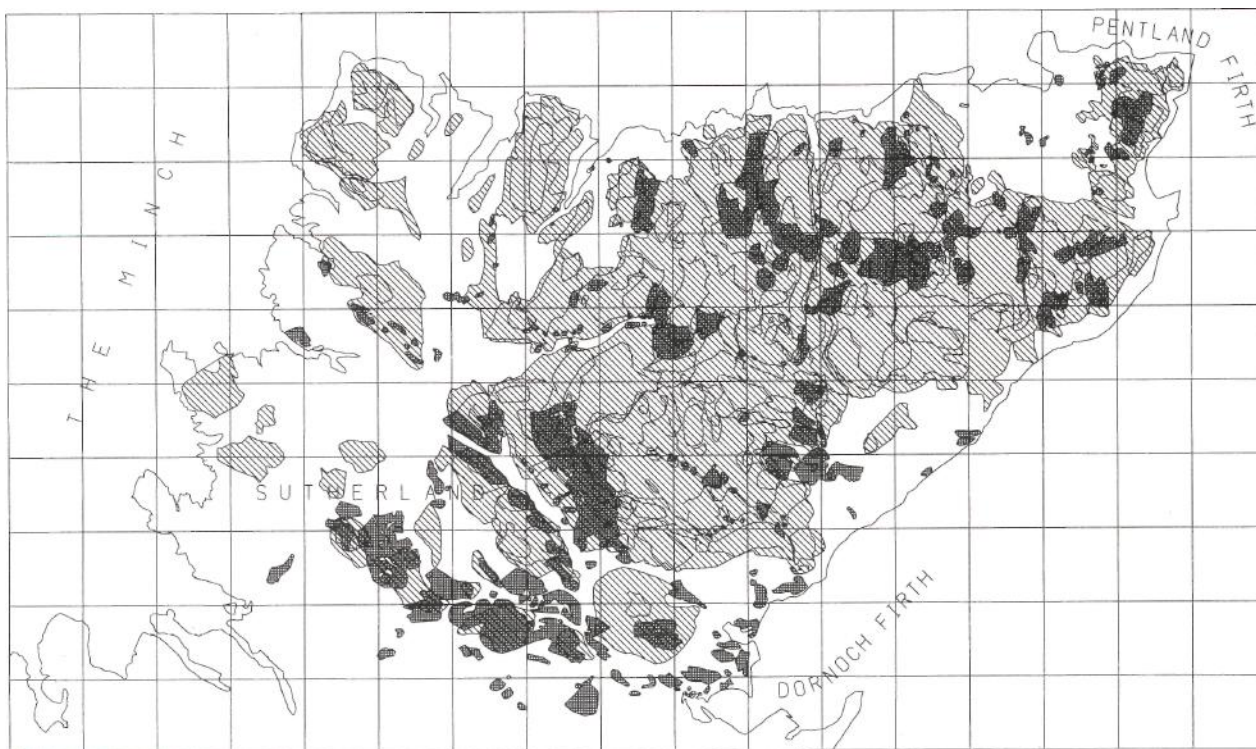 PENTLAND
FIRTH
THE MINCH
SUTHERLAND
DORNOCH FIRTH